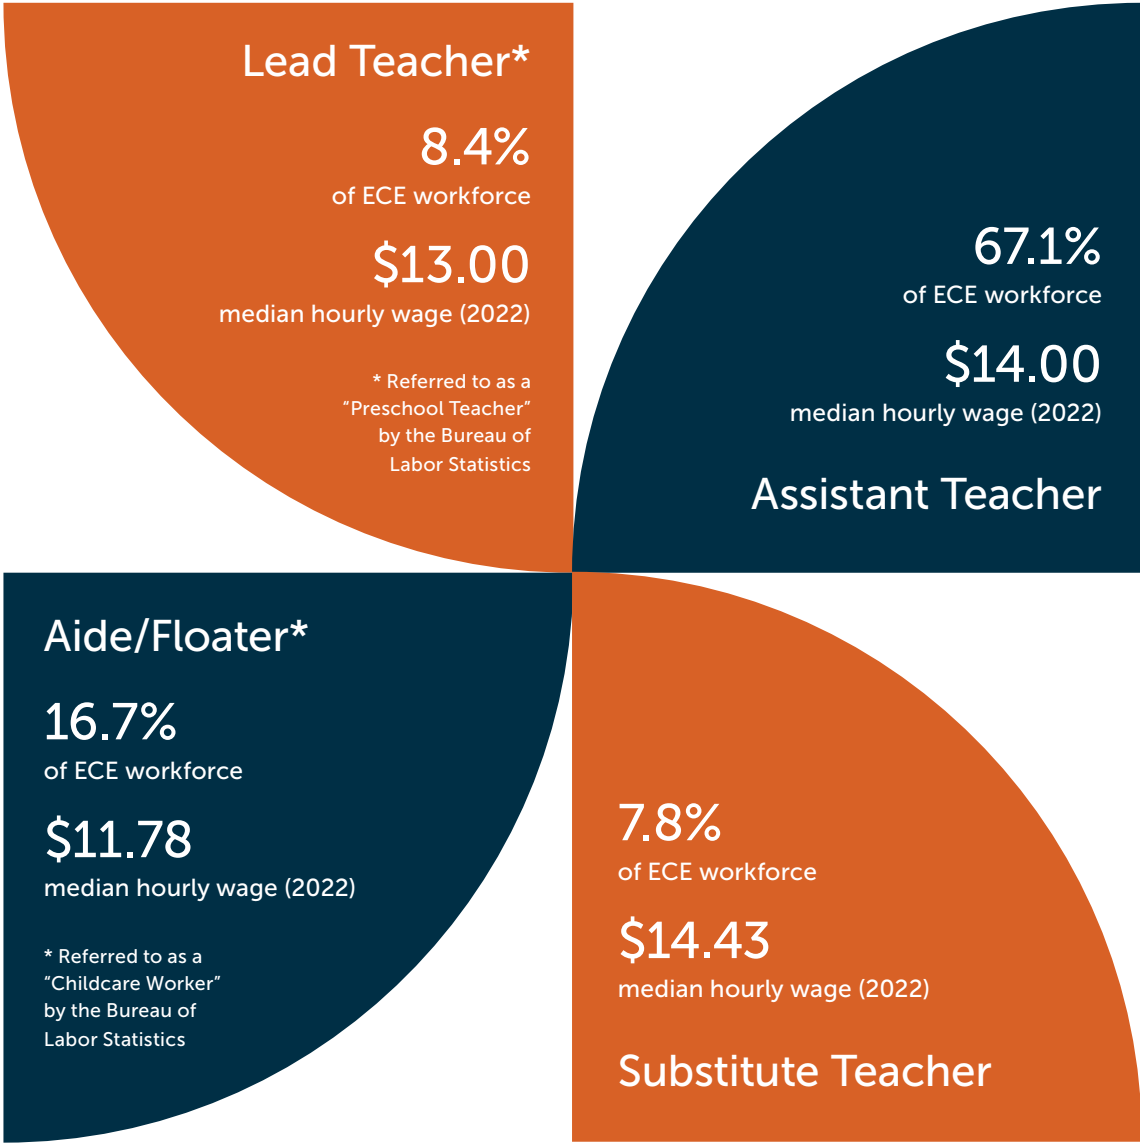 Lead Teacher*
8.4%
of ECE workforce
$13.00
median hourly wage (2022)
* Referred to as a
“Preschool Teacher”
by the Bureau of
Labor Statistics
67.1%
of ECE workforce
$14.00
median hourly wage (2022)
Assistant Teacher
Aide/Floater*
16.7%
of ECE workforce
$11.78
median hourly wage (2022)
* Referred to as a
“Childcare Worker”
by the Bureau of
Labor Statistics
7.8%
of ECE workforce
$14.43
median hourly wage (2022)
Substitute Teacher